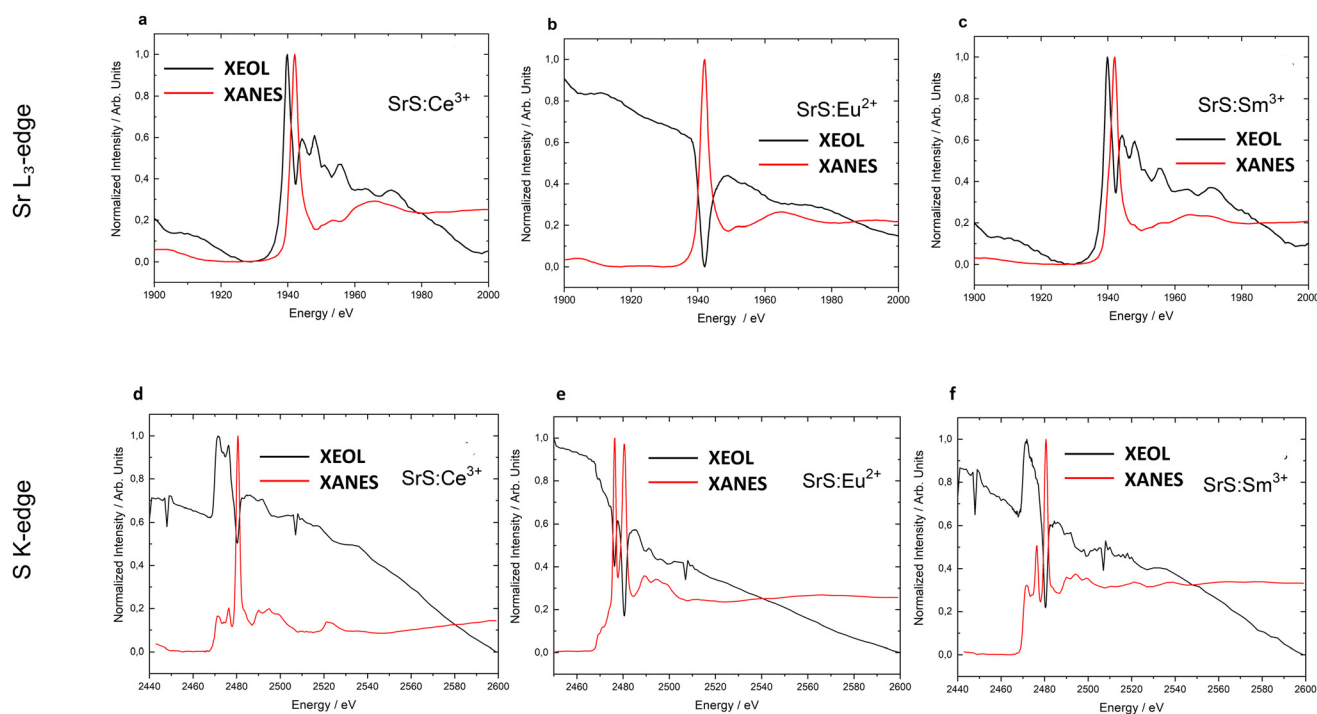 a
b
c
Sr L₃-edge
Normalized Intensity / Arb. Units
1,0
0,8
0,6
0,4
0,2
0,0
XEOL
XANES
SrS:Ce³⁺
1900 1920 1940 1960 1980 2000
Energy / eV
Normalized Intensity / Arb. Units
1,0
0,8
0,6
0,4
0,2
0,0
SrS:Eu²⁺
XEOL
XANES
1900 1920 1940 1960 1980 2000
Energy / eV
Normalized Intensity / Arb. Units
1,0
0,8
0,6
0,4
0,2
0,0
SrS:Sm³⁺
XEOL
XANES
1900 1920 1940 1960 1980 2000
Energy / eV
d
e
f
S K-edge
Normalized Intensity / Arb. Units
1,0
0,8
0,6
0,4
0,2
0,0
XEOL
XANES
SrS:Ce³⁺
2440 2460 2480 2500 2520 2540 2560 2580 2600
Energy / eV
Normalized Intensity / Arb. Units
1,0
0,8
0,6
0,4
0,2
0,0
XEOL
XANES
SrS:Eu²⁺
2460 2480 2500 2520 2540 2560 2580 2600
Energy / eV
Normalized Intensity / Arb. Units
1,0
0,8
0,6
0,4
0,2
0,0
XEOL
XANES
SrS:Sm³⁺
2440 2460 2480 2500 2520 2540 2560 2580 2600
Energy / eV